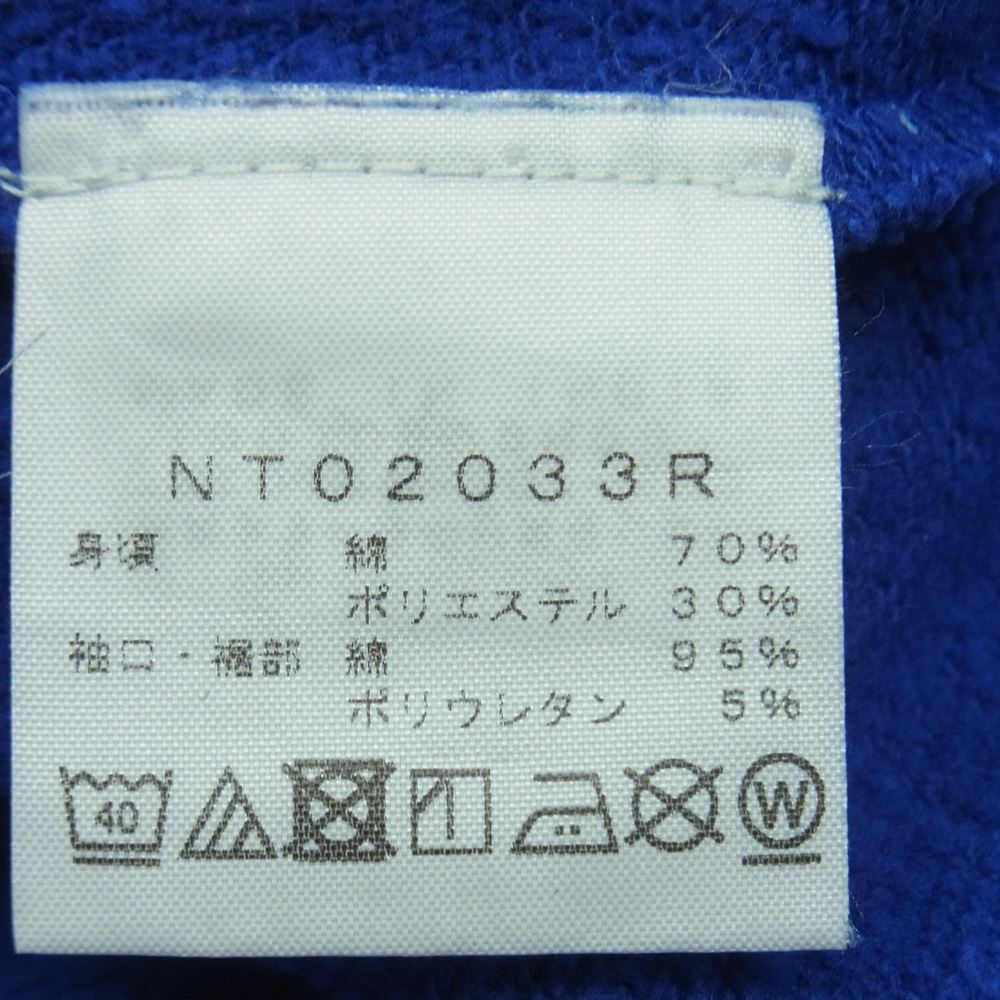 NT02033R
身頃 綿 70%
ポリエステル 30%
袖口・裾部 綿 95%
ポリウレタン 5%
40 W